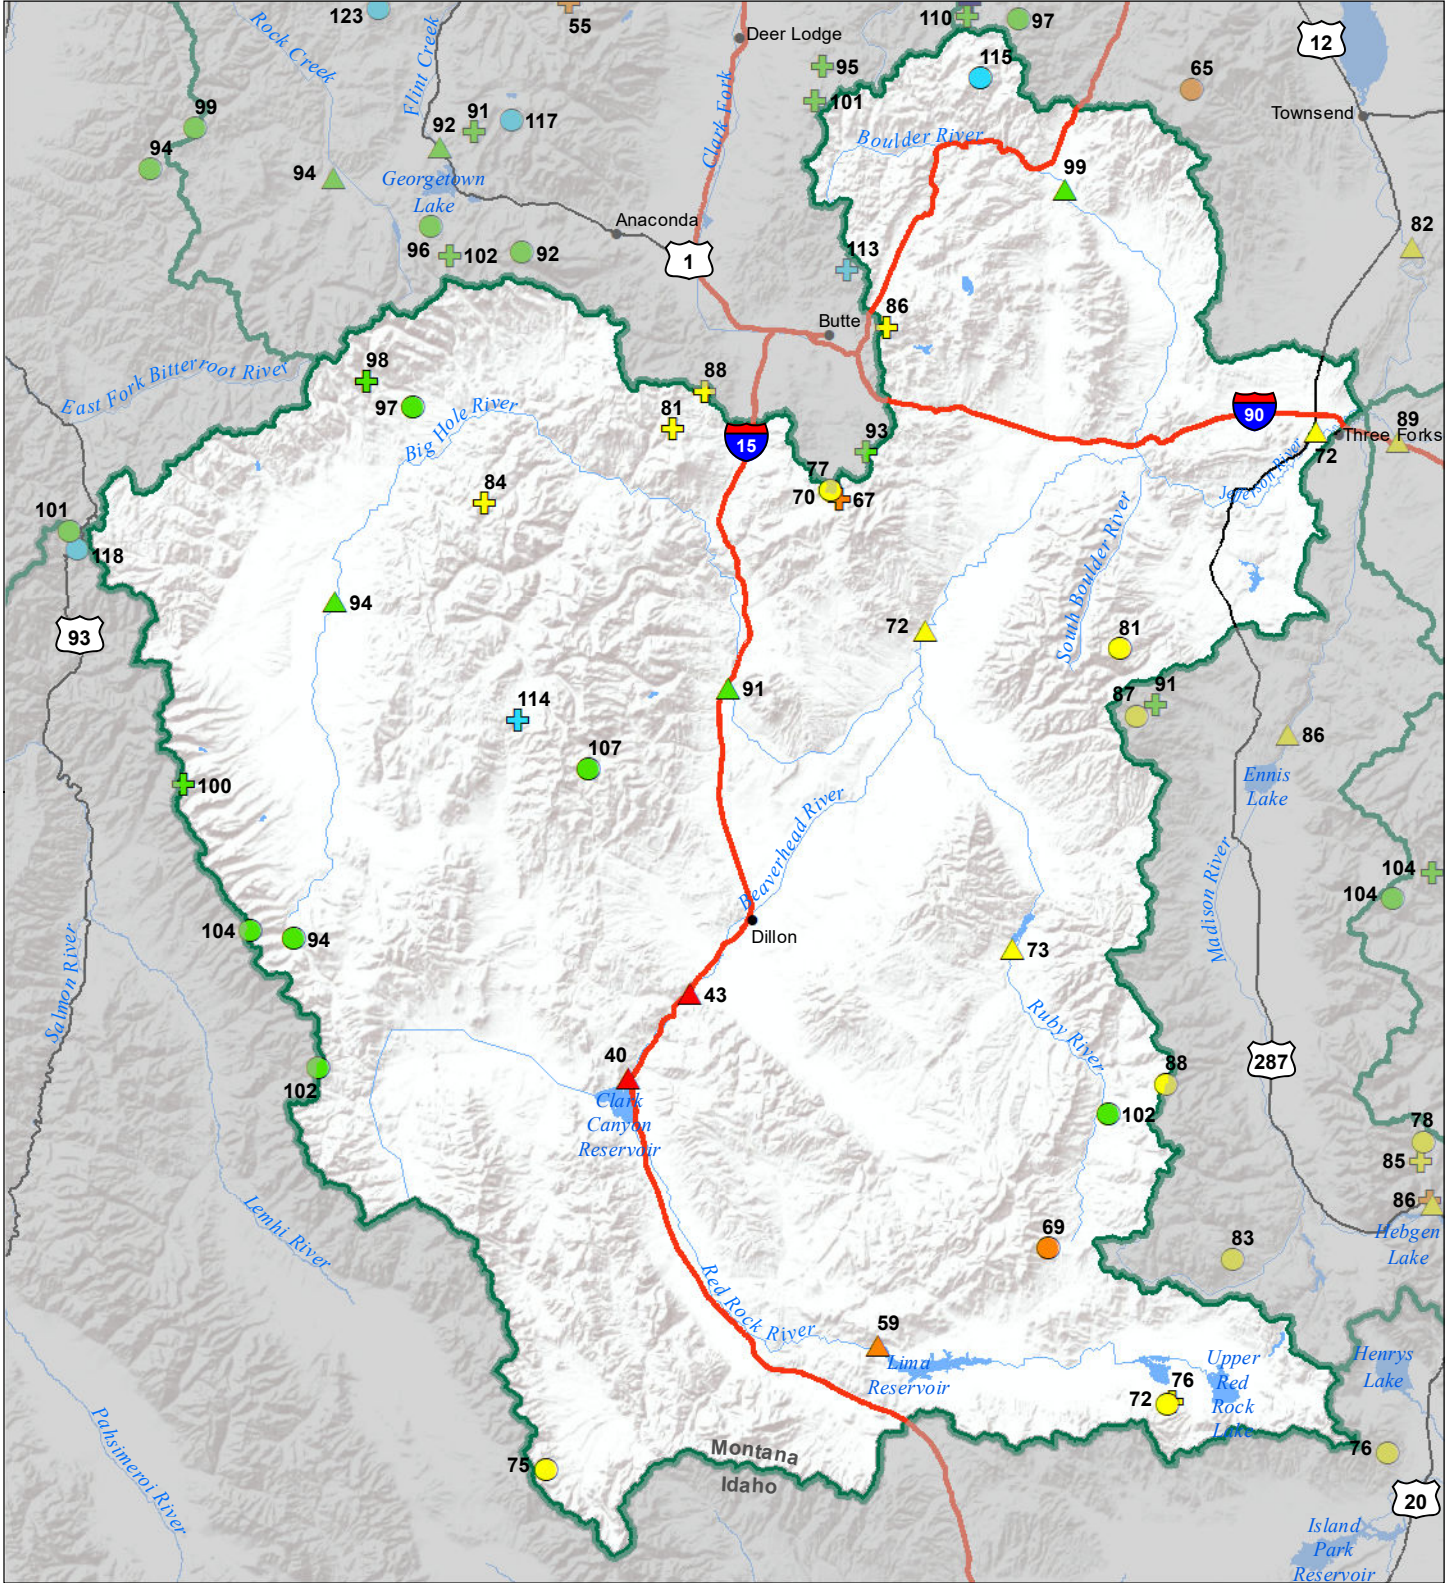 123
55
110
97
12
Rock Creek
Flint Creek
Deer Lodge
95
115
65
101
Townsend
Clark Fork
99
92
91
117
Boulder River
94
94
Georgetown
Lake
99
Anaconda
82
96
102
92
1
113
Butte
86
98
East Fork Bitterroot River
88
97
Big Hole River
81
90
89
93
15
Three Forks
72
77
84
70
67
Jefferson River
101
118
South Boulder River
94
93
72
81
91
87
91
114
86
107
Ennis
Lake
100
Beaverhead River
104
Madison River
104
104
94
Dillon
73
Salmon River
43
Ruby River
40
287
88
102
Clark
Canyon
Reservoir
102
78
85
86
Lemhi River
69
83
Hebgen
Lake
Red Rock River
59
Lima
Reservoir
Upper
Red
Rock
Lake
Henrys
Lake
76
72
Pahsimeroi River
Montana
Idaho
75
76
20
Island
Park
Reservoir